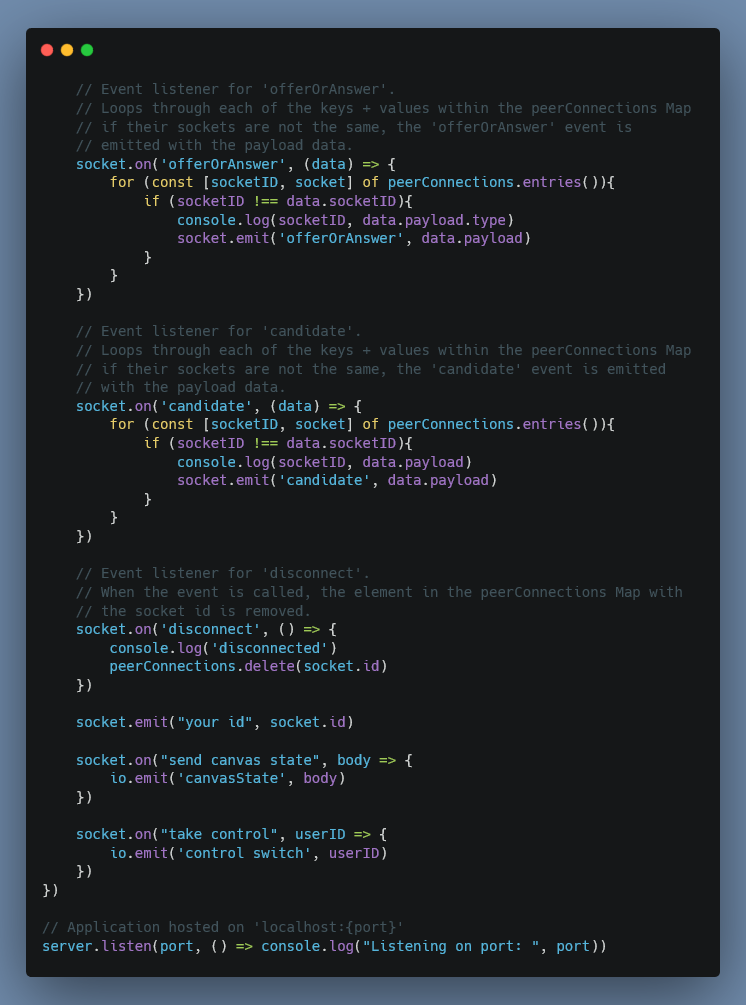 // Event listener for 'offerOrAnswer'.
    // Loops through each of the keys + values within the peerConnections Map
    // if their sockets are not the same, the 'offerOrAnswer' event is
    // emitted with the payload data.
    socket.on('offerOrAnswer', (data) => {
        for (const [socketID, socket] of peerConnections.entries()){
            if (socketID !== data.socketID){
                console.log(socketID, data.payload.type)
                socket.emit('offerOrAnswer', data.payload)
            }
        }
    })

    // Event listener for 'candidate'.
    // Loops through each of the keys + values within the peerConnections Map
    // if their sockets are not the same, the 'candidate' event is emitted
    // with the payload data.
    socket.on('candidate', (data) => {
        for (const [socketID, socket] of peerConnections.entries()){
            if (socketID !== data.socketID){
                console.log(socketID, data.payload)
                socket.emit('candidate', data.payload)
            }
        }
    })

    // Event listener for 'disconnect'.
    // When the event is called, the element in the peerConnections Map with
    // the socket id is removed.
    socket.on('disconnect', () => {
        console.log('disconnected')
        peerConnections.delete(socket.id)
    })

    socket.emit("your id", socket.id)

    socket.on("send canvas state", body => {
        io.emit('canvasState', body)
    })

    socket.on("take control", userID => {
        io.emit('control switch', userID)
    })
})

// Application hosted on 'localhost:{port}'
server.listen(port, () => console.log("Listening on port: ", port))